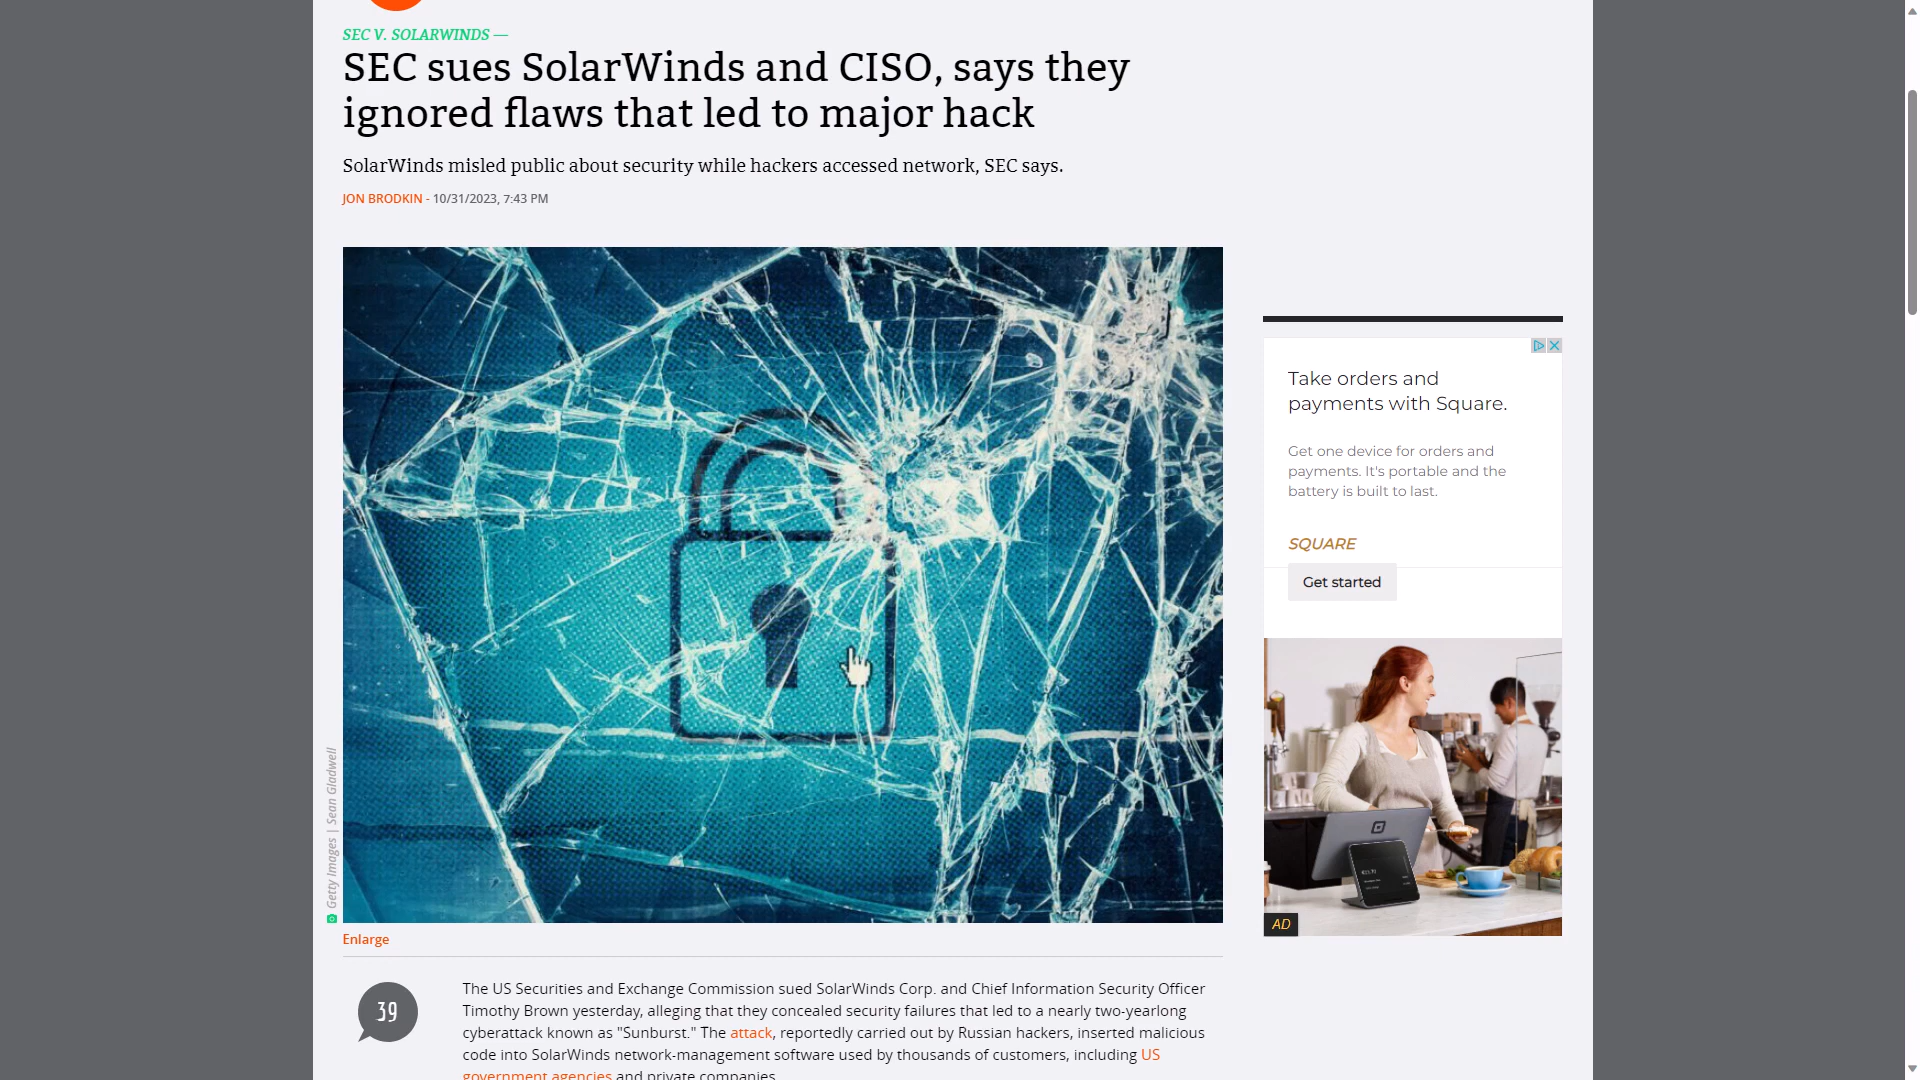 SEC V. SOLARWINDS —
SEC sues SolarWinds and CISO, says they
ignored flaws that led to major hack
SolarWinds misled public about security while hackers accessed network, SEC says.
JON BRODKIN - 10/31/2023, 7:43 PM
Getty Images | Sean Gladwell
Enlarge
39
The US Securities and Exchange Commission sued SolarWinds Corp. and Chief Information Security Officer
Timothy Brown yesterday, alleging that they concealed security failures that led to a nearly two-yearlong
cyberattack known as "Sunburst." The attack, reportedly carried out by Russian hackers, inserted malicious
code into SolarWinds network-management software used by thousands of customers, including US
government agencies and private companies.
Take orders and
payments with Square.
Get one device for orders and
payments. It's portable and the
battery is built to last.
SQUARE
Get started
AD